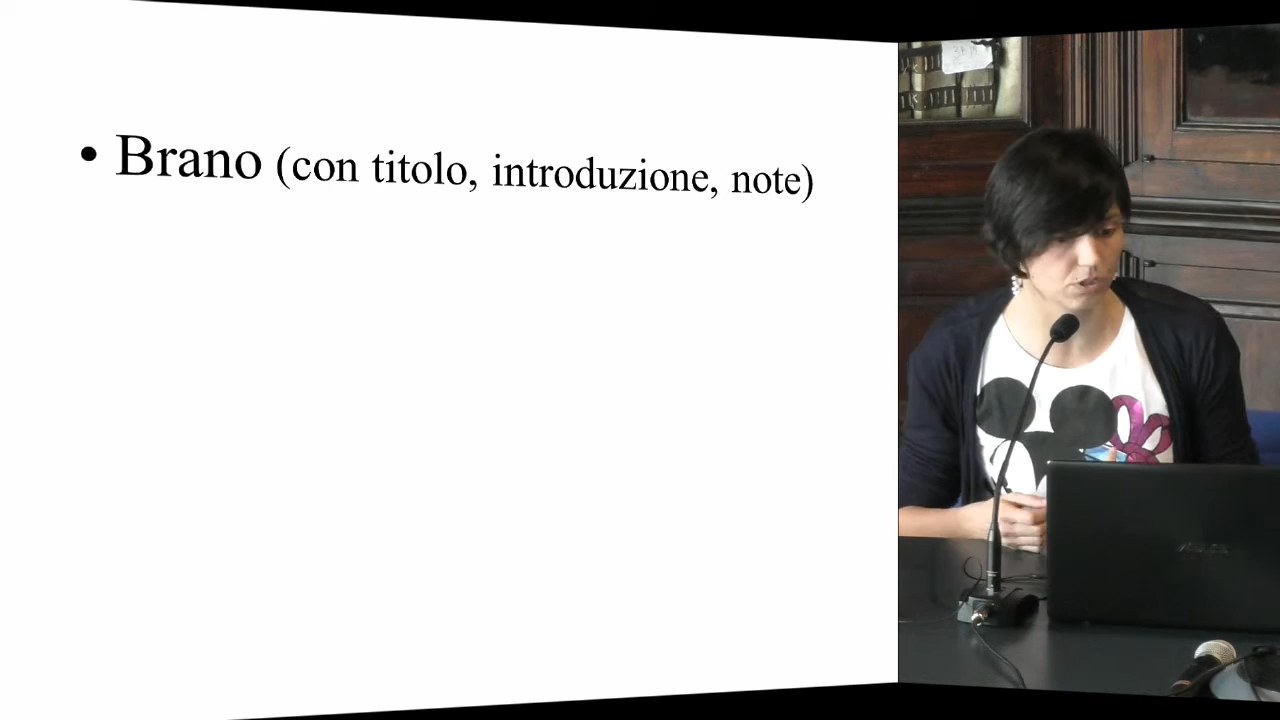 • Brano (con titolo, introduzione, note)